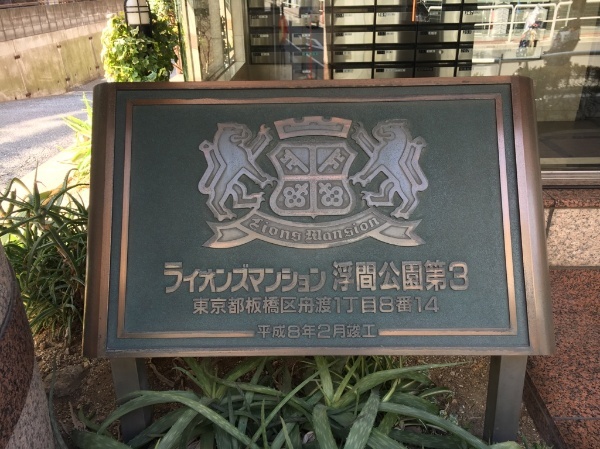 Lions Mansion
ライオンズマンション 浮間公園第3
東京都板橋区舟渡1丁目8番14
平成8年2月竣工